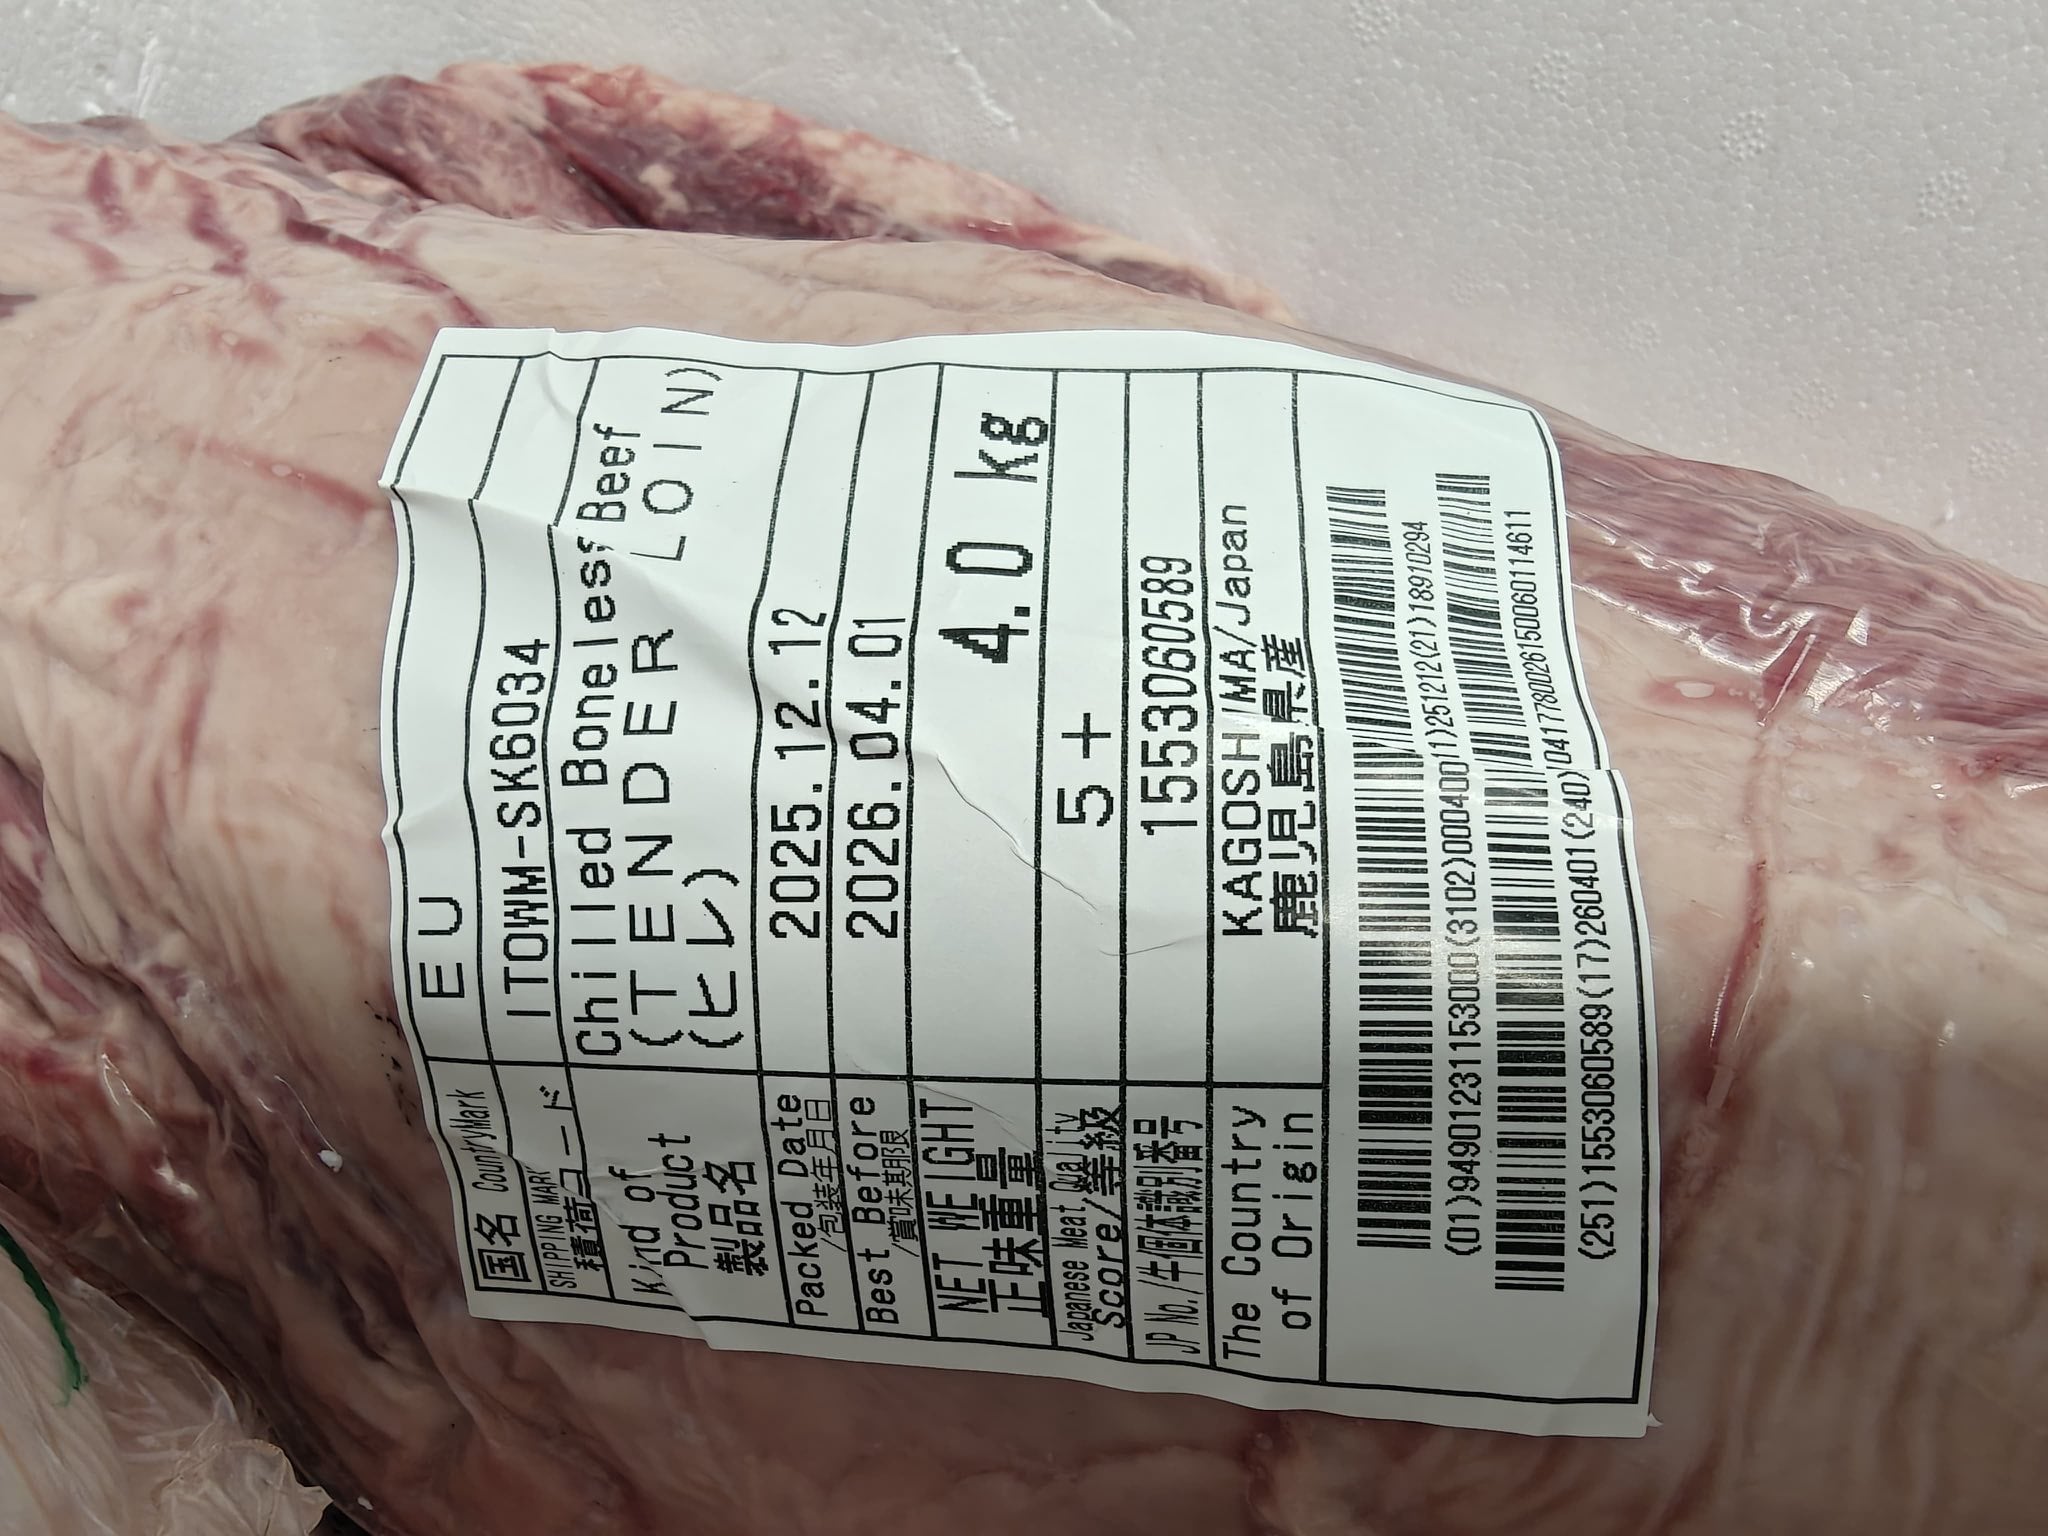 国名 CountryMark
EU
SHIPPING MARK
積荷コード
ITOWM-SK6034
Kind of
Product
製品名
Chilled Boneless Beef
(TENDER LOIN)
(ヒレ)
Packed Date
/包装年月日
2025.12.12
Best Before
/賞味期限
2026.04.01
NET WEIGHT
正味重量
4.0 kg
Japanese Meat Quality
Score/等級
5+
JP No./牛個体識別番号
1553060589
The Country
of Origin
KAGOSHIMA/Japan
鹿児島県産
(01)94901231153000(3102)000400(11)251212(21)18910294
(251)1553060589(17)260401(240)0417780026150060114611